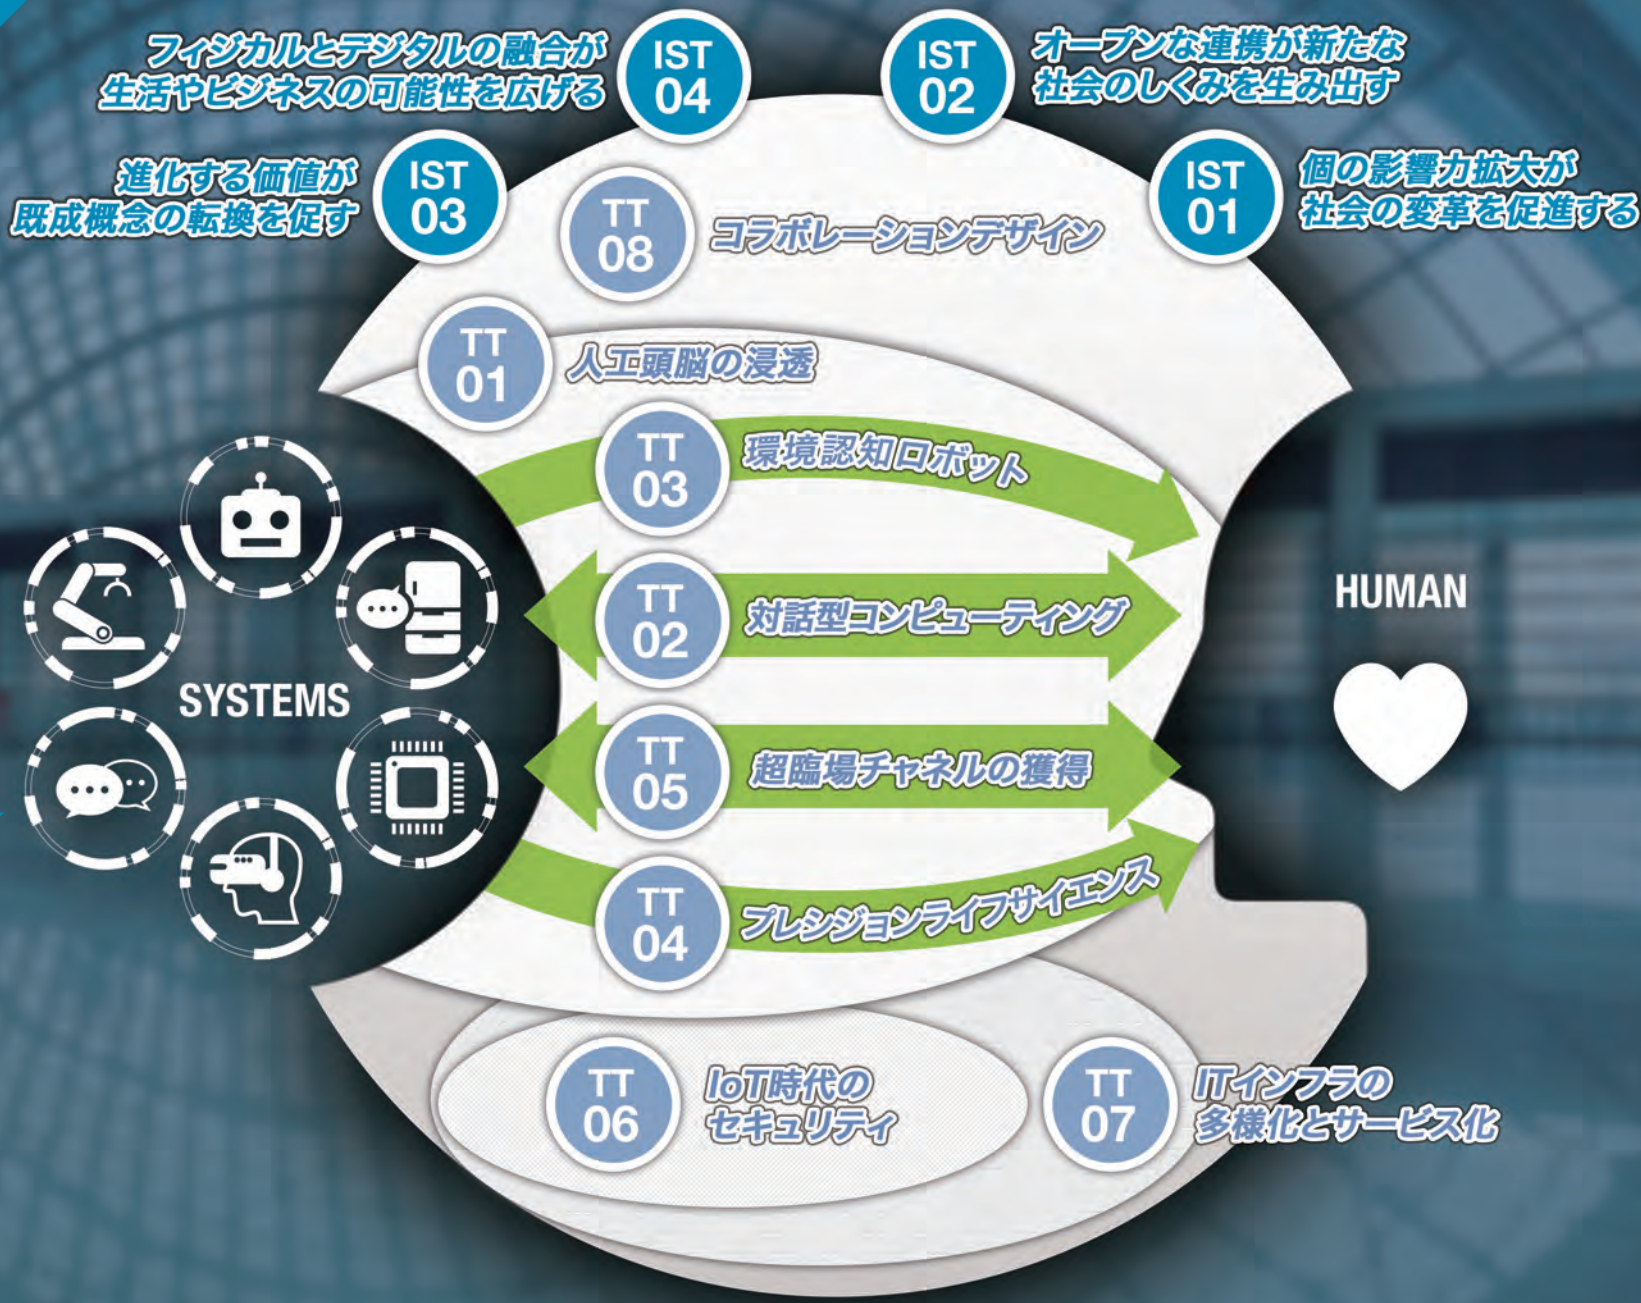 フィジカルとデジタルの融合が
生活やビジネスの可能性を広げる
IST
04
IST
02
オープンな連携が新たな
社会のしくみを生み出す
進化する価値が
既成概念の転換を促す
IST
03
IST
01
個の影響力拡大が
社会の変革を促進する
TT
08
コラボレーションデザイン
TT
01
人工頭脳の浸透
TT
03
環境認知ロボット
TT
02
対話型コンピューティング
HUMAN
SYSTEMS
TT
05
超臨場チャネルの獲得
TT
04
プレシジョンライフサイエンス
TT
06
IoT時代の
セキュリティ
TT
07
ITインフラの
多様化とサービス化